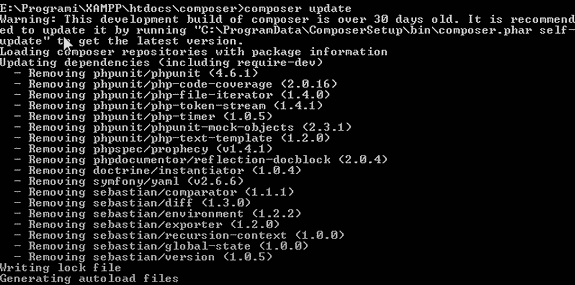 E:\Programi\XAMPP\htdocs\composer>composer update
Warning: This development build of composer is over 30 days old. It is recommend
ed to update it by running "C:\ProgramData\ComposerSetup\bin\composer.phar self-
update" to get the latest version.
Loading composer repositories with package information
Updating dependencies (including require-dev)
  - Removing phpunit/phpunit (4.6.1)
  - Removing phpunit/php-code-coverage (2.0.16)
  - Removing phpunit/php-file-iterator (1.4.0)
  - Removing phpunit/php-token-stream (1.4.1)
  - Removing phpunit/php-timer (1.0.5)
  - Removing phpunit/phpunit-mock-objects (2.3.1)
  - Removing phpunit/php-text-template (1.2.0)
  - Removing phpspec/prophecy (v1.4.1)
  - Removing phpdocumentor/reflection-docblock (2.0.4)
  - Removing doctrine/instantiator (1.0.4)
  - Removing symfony/yaml (v2.6.6)
  - Removing sebastian/comparator (1.1.1)
  - Removing sebastian/diff (1.3.0)
  - Removing sebastian/environment (1.2.2)
  - Removing sebastian/exporter (1.2.0)
  - Removing sebastian/recursion-context (1.0.0)
  - Removing sebastian/global-state (1.0.0)
  - Removing sebastian/version (1.0.5)
Writing lock file
Generating autoload files